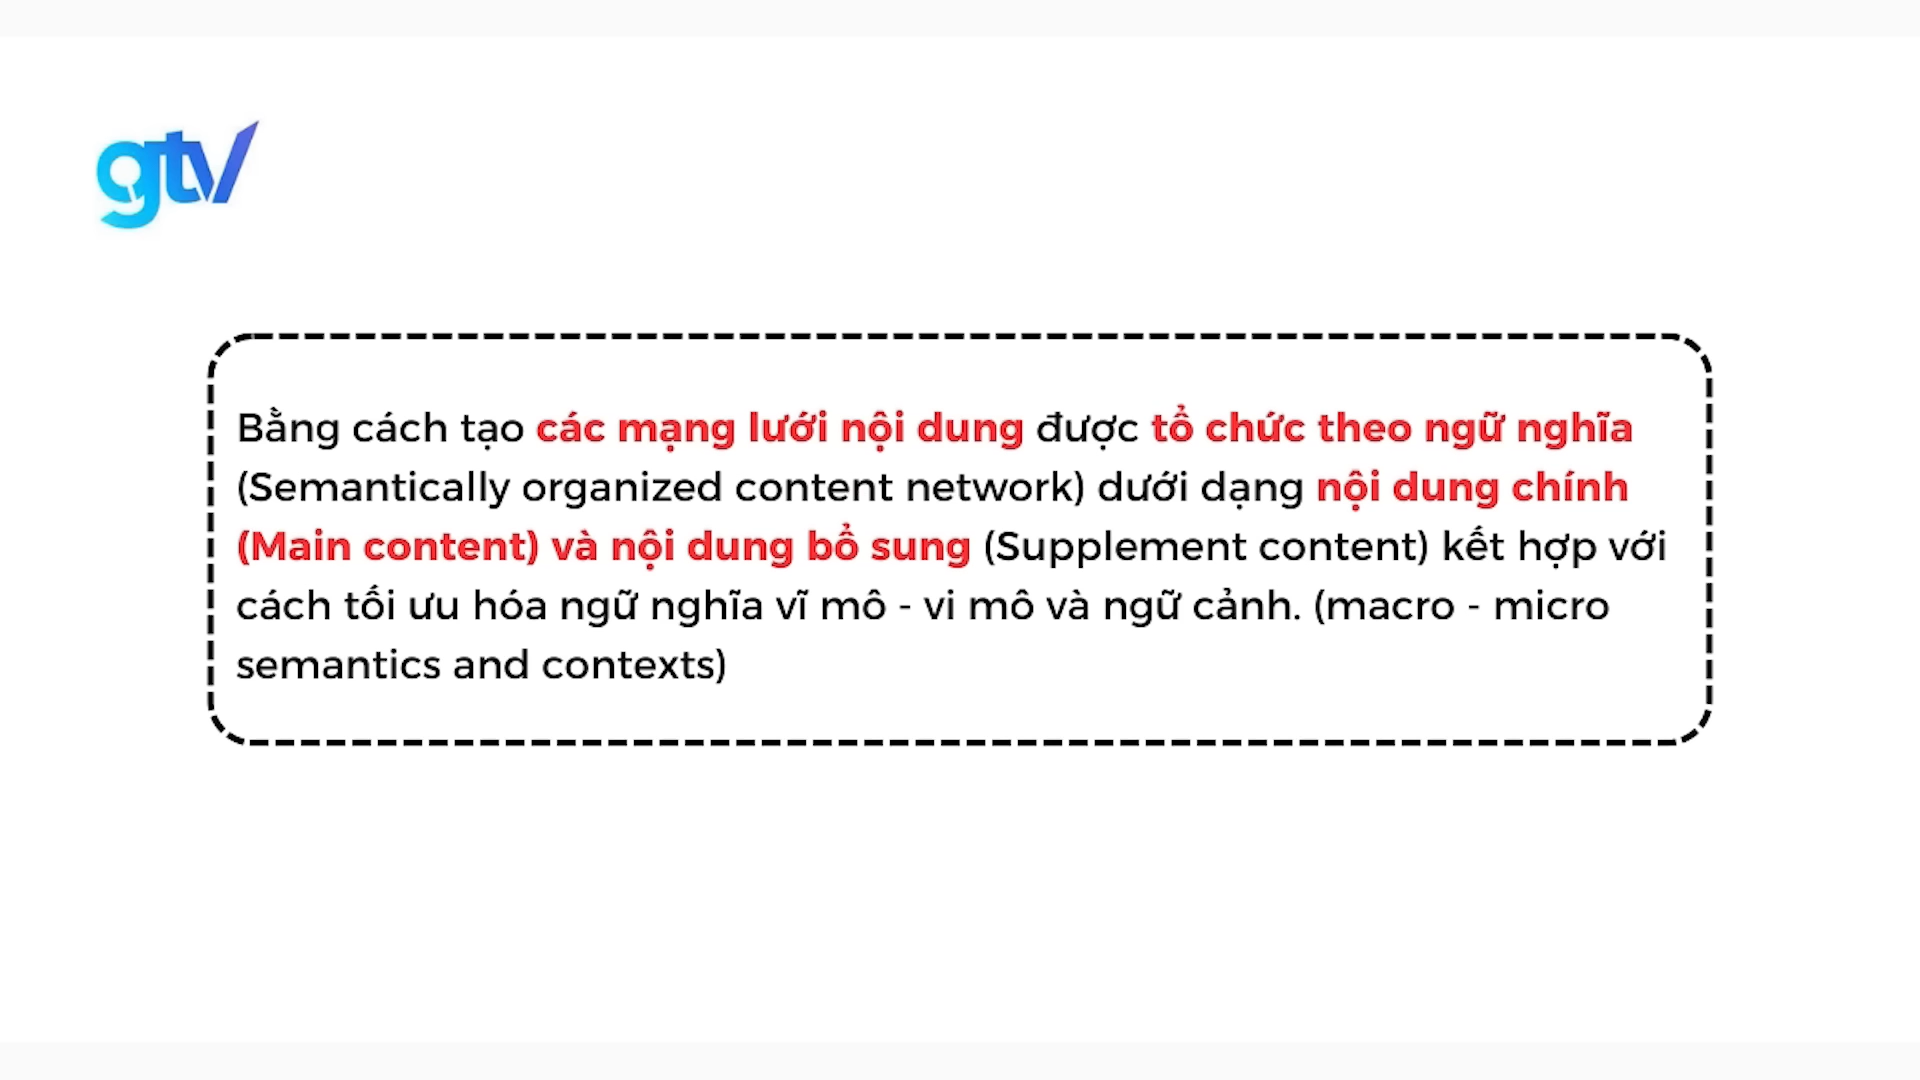 gtv
Bằng cách tạo các mạng lưới nội dung được tổ chức theo ngữ nghĩa
(Semantically organized content network) dưới dạng nội dung chính
(Main content) và nội dung bổ sung (Supplement content) kết hợp với
cách tối ưu hóa ngữ nghĩa vĩ mô - vi mô và ngữ cảnh. (macro - micro
semantics and contexts)